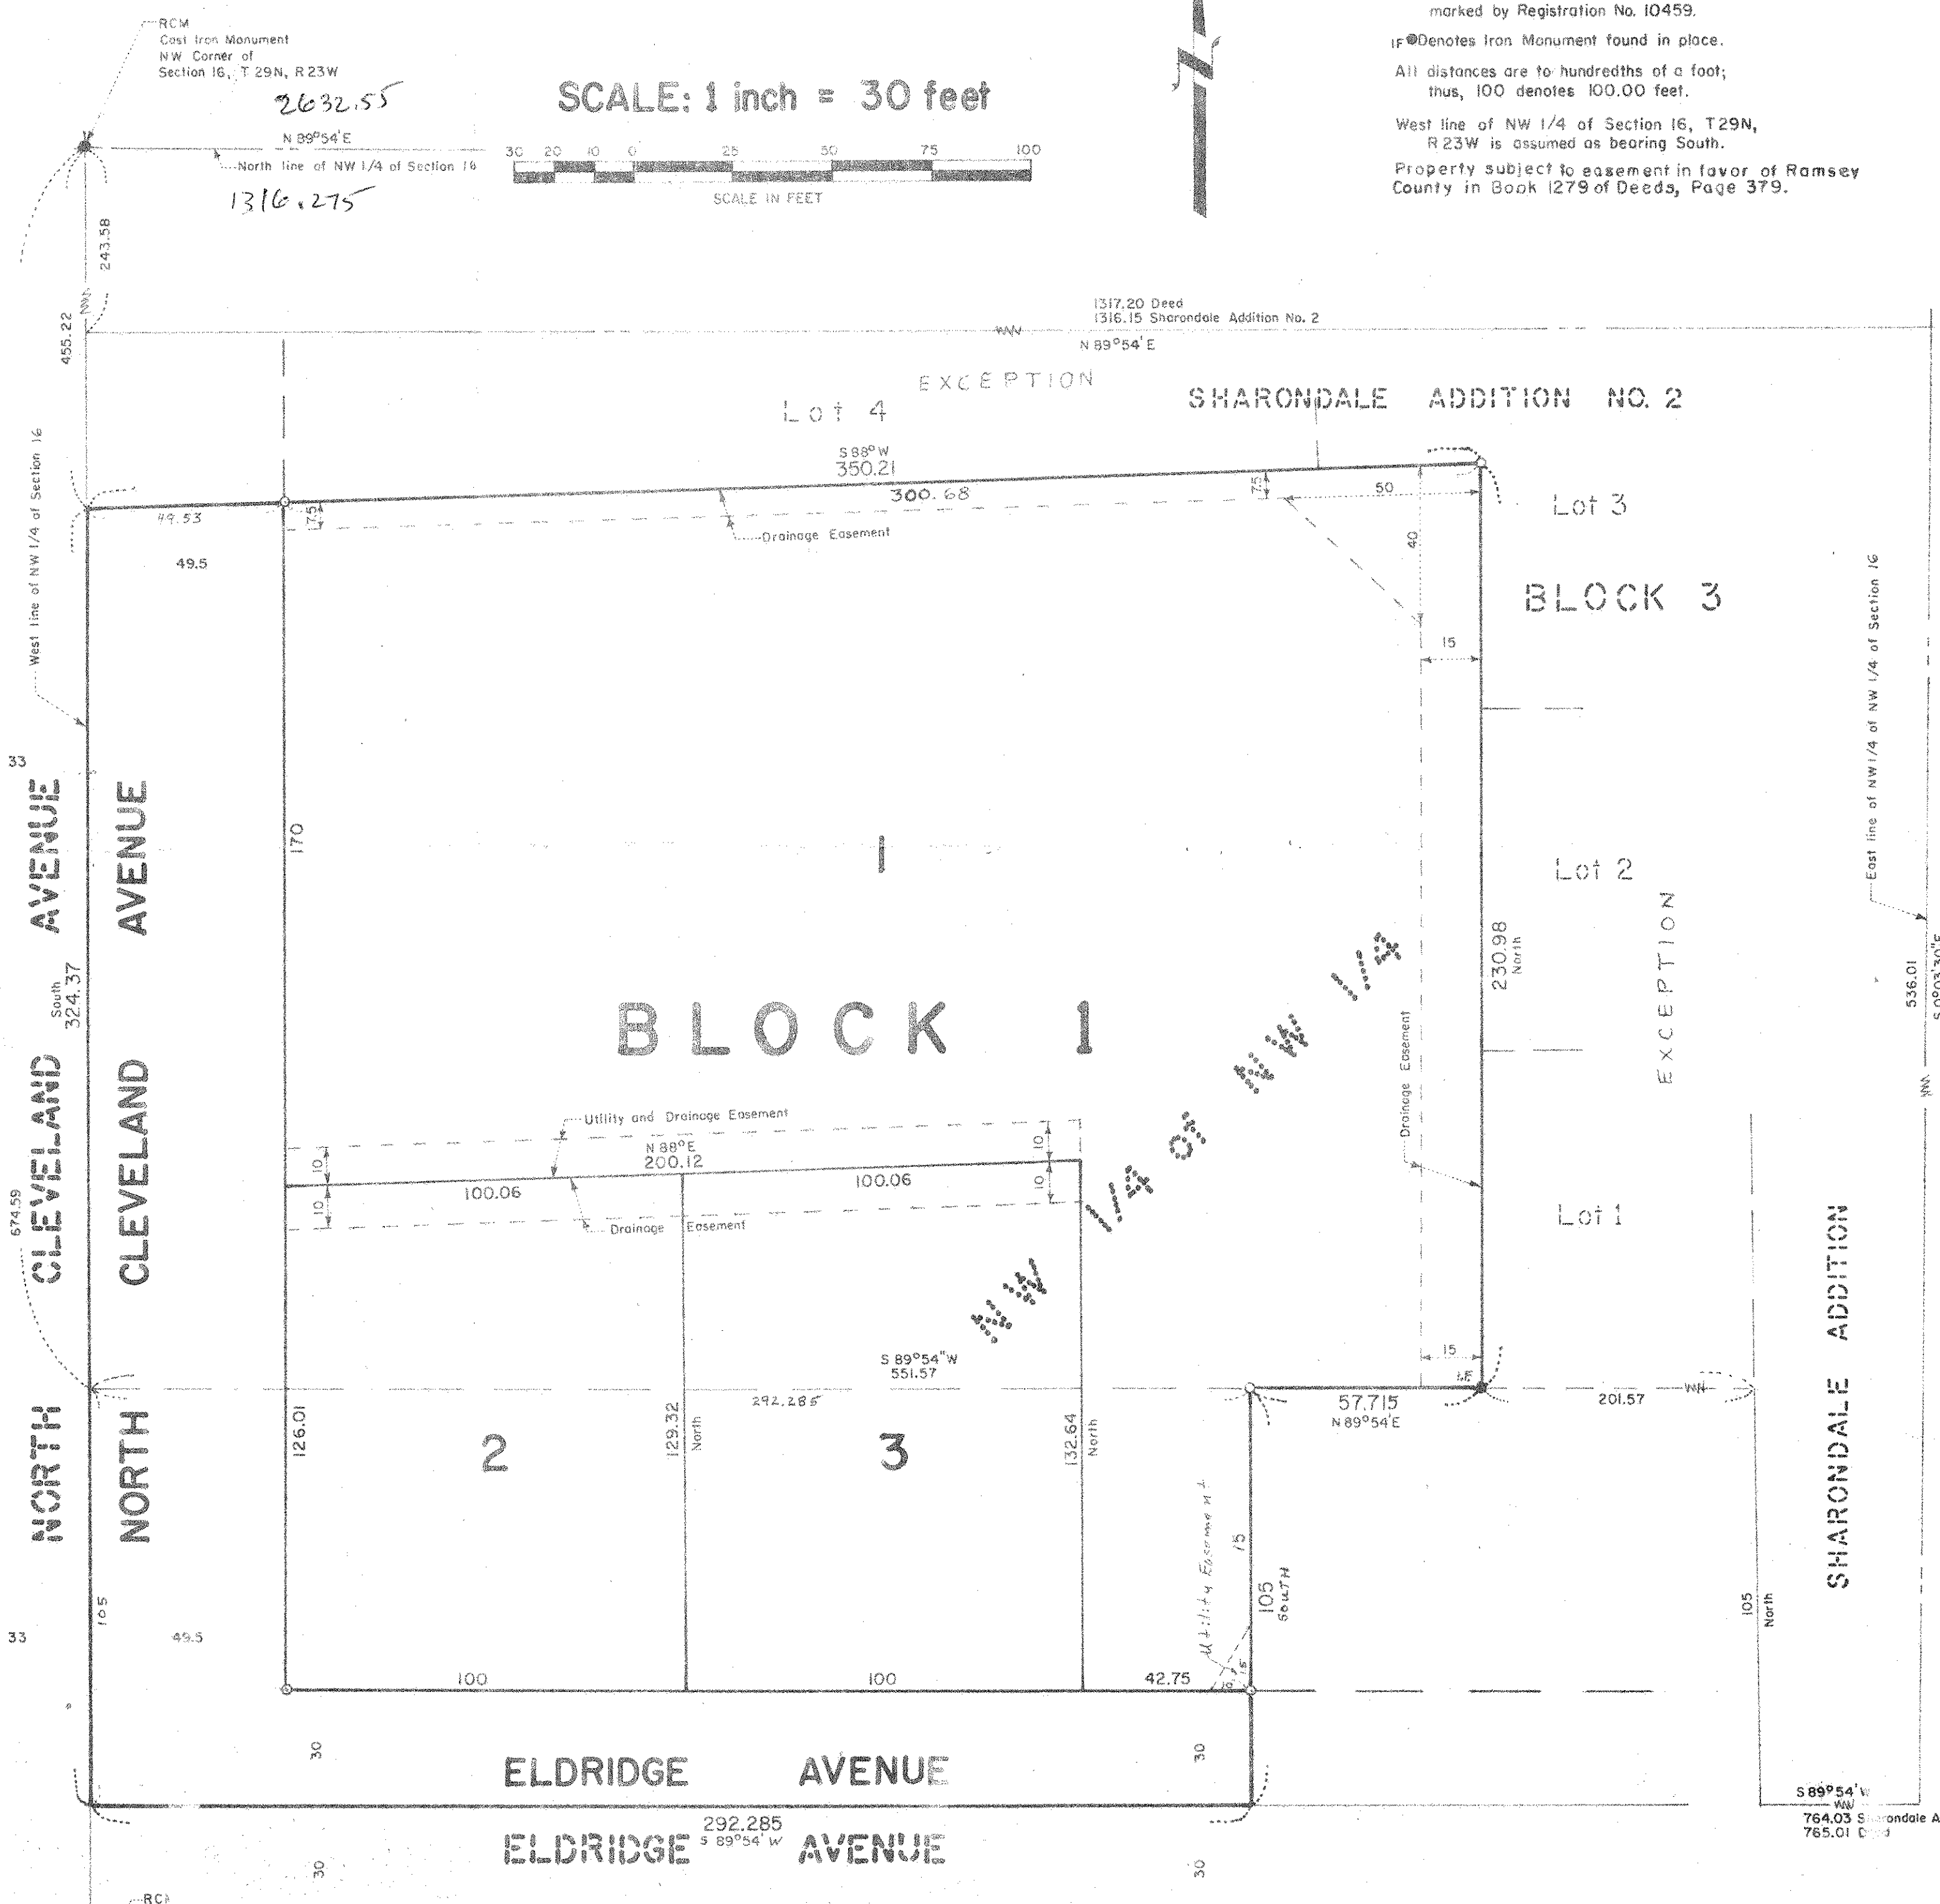 RCM
Cast Iron Monument
NW Corner of
Section 16, T 29N, R 23W
2632.55
N 89°54'E
North line of NW 1/4 of Section 16
1316.275
SCALE: 1 inch = 30 feet
30 20 10 0 25 50 75 100
SCALE IN FEET
marked by Registration No. 10459.
IF Denotes Iron Monument found in place.
All distances are to hundredths of a foot;
thus, 100 denotes 100.00 feet.
West line of NW 1/4 of Section 16, T29N,
R 23W is assumed as bearing South.
Property subject to easement in favor of Ramsey
County in Book 1279 of Deeds, Page 379.
243.58
455.22
1317.20 Deed
1316.15 Sharondale Addition No. 2
N 89°54'E
EXCEPTION
Lot 4
SHARONDALE ADDITION NO. 2
S 88° W
350.21
300.68
49.53
7.5
7.5
50
Drainage Easement
49.5
40
15
Lot 3
BLOCK 3
West line of NW 1/4 of Section 16
East line of NW 1/4 of NW 1/4 of Section 16
33
NORTH CLEVELAND AVENUE
NORTH CLEVELAND AVENUE
South
324.37
170
1
Lot 2
EXCEPTION
230.98
North
536.01
BLOCK 1
NW 1/4 of NW 1/4
Drainage Easement
Utility and Drainage Easement
N 88°E
200.12
10
10
10
10
100.06
100.06
Drainage Easement
Lot 1
674.59
S 89°54"W
551.57
292.285
15
IF
57.715
N 89°54'E
201.57
126.01
2
129.32
North
3
132.64
North
Utility Easement
15
105
SOUTH
15
105
North
SHARONDALE ADDITION
105
33
49.5
100
100
42.75
30
30
ELDRIDGE AVENUE
292.285
S 89°54' W
ELDRIDGE AVENUE
30
30
S 89°54' W
764.03 Sharondale A
765.01